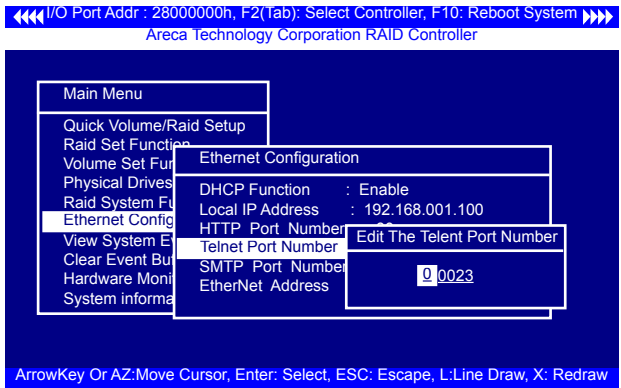 I/O Port Addr : 28000000h, F2(Tab): Select Controller, F10: Reboot System
Areca Technology Corporation RAID Controller
Main Menu
Quick Volume/Raid Setup
Raid Set Function
Volume Set Fun
Physical Drives
Raid System Fu
Ethernet Config
View System Ev
Clear Event Buf
Hardware Moni
System informa
Ethernet Configuration
DHCP Function : Enable
Local IP Address : 192.168.001.100
HTTP Port Number
Telnet Port Number
SMTP Port Number
EtherNet Address
Edit The Telent Port Number
0 0023
ArrowKey Or AZ:Move Cursor, Enter: Select, ESC: Escape, L:Line Draw, X: Redraw